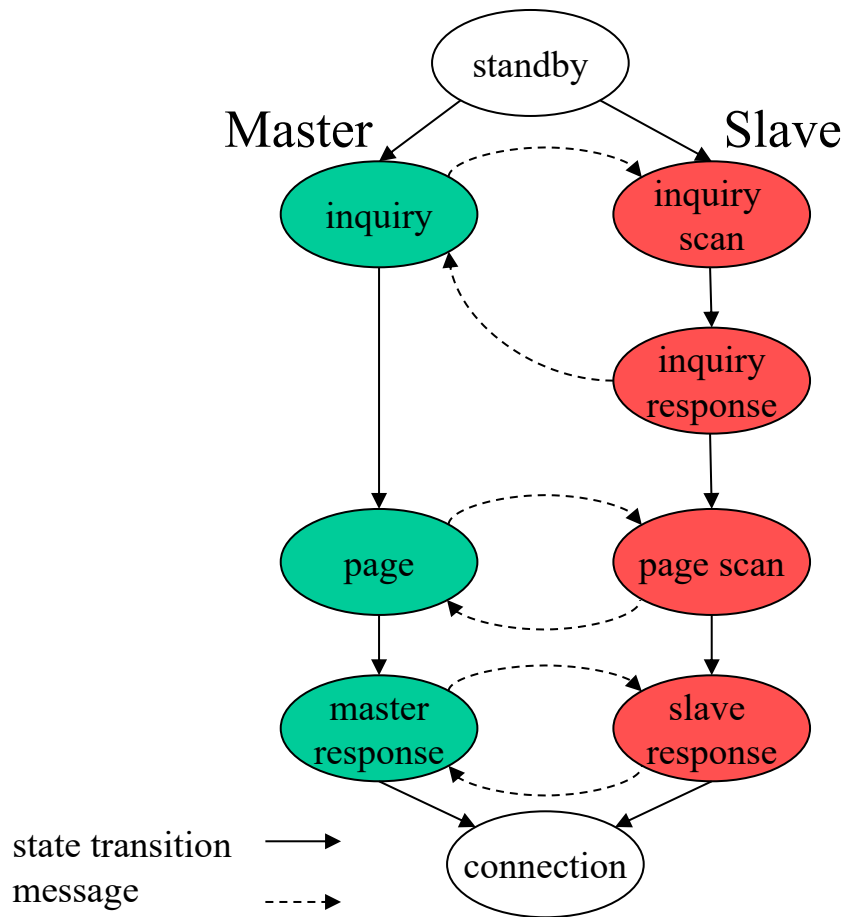 standby
Master
Slave
inquiry
inquiry
scan
inquiry
response
page
page scan
master
response
slave
response
state transition
message
connection